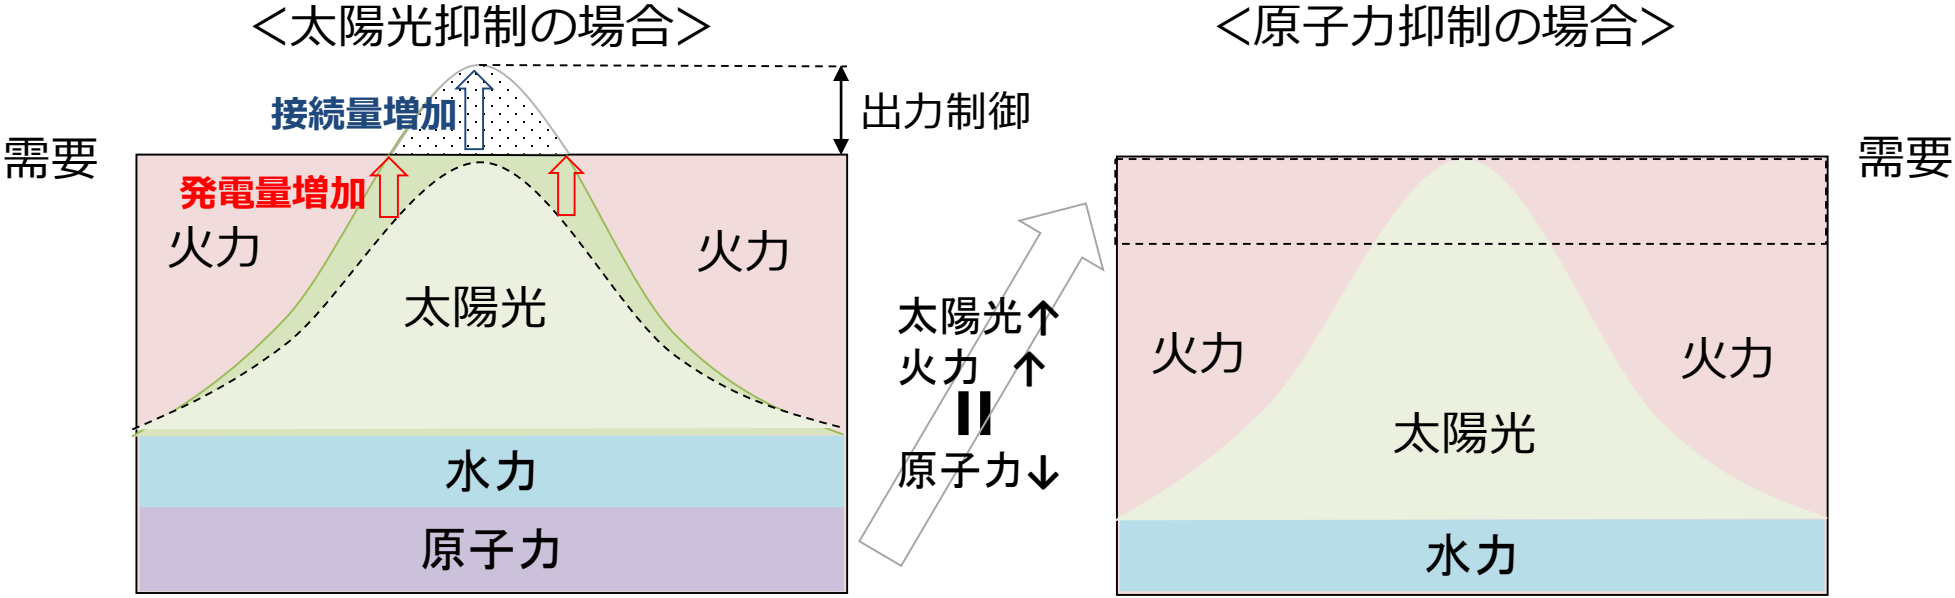 ＜太陽光抑制の場合＞
接続量増加
出力制御
需要
発電量増加
火力
火力
太陽光
水力
原子力
太陽光↑
火力 ↑
=
原子力↓
＜原子力抑制の場合＞
需要
火力
火力
太陽光
水力